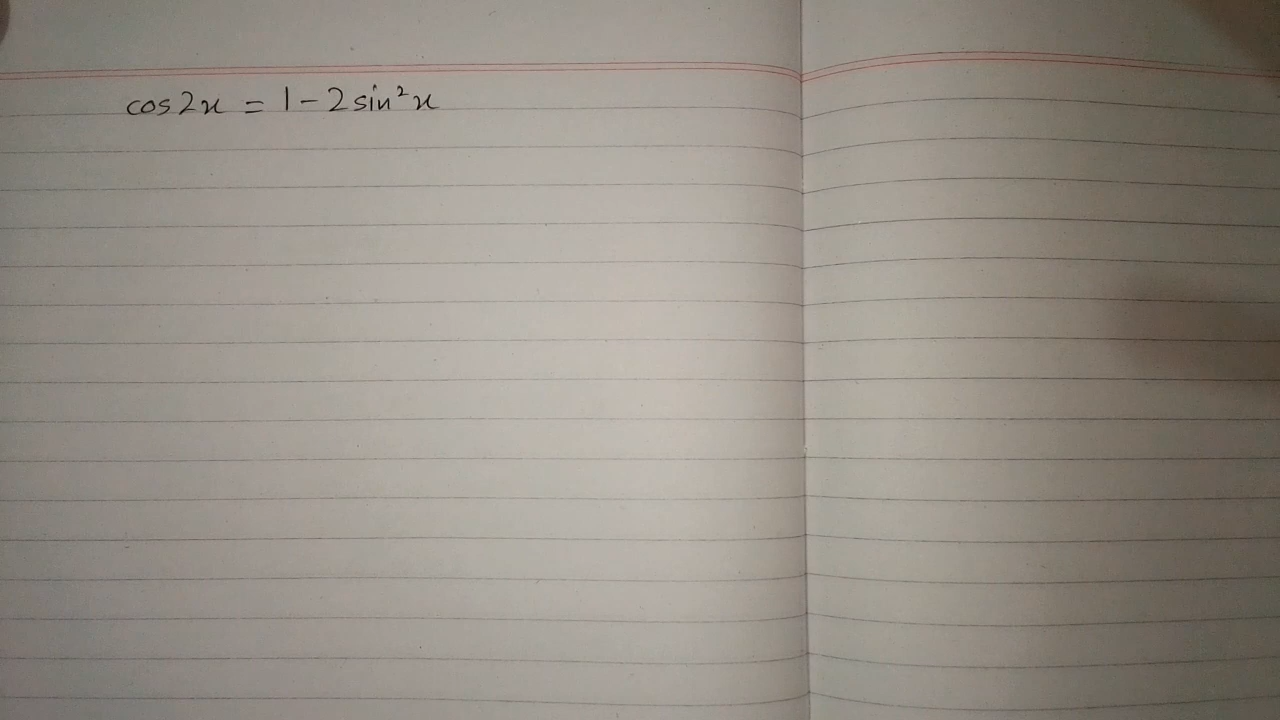 cos2x = 1 - 2sin²x